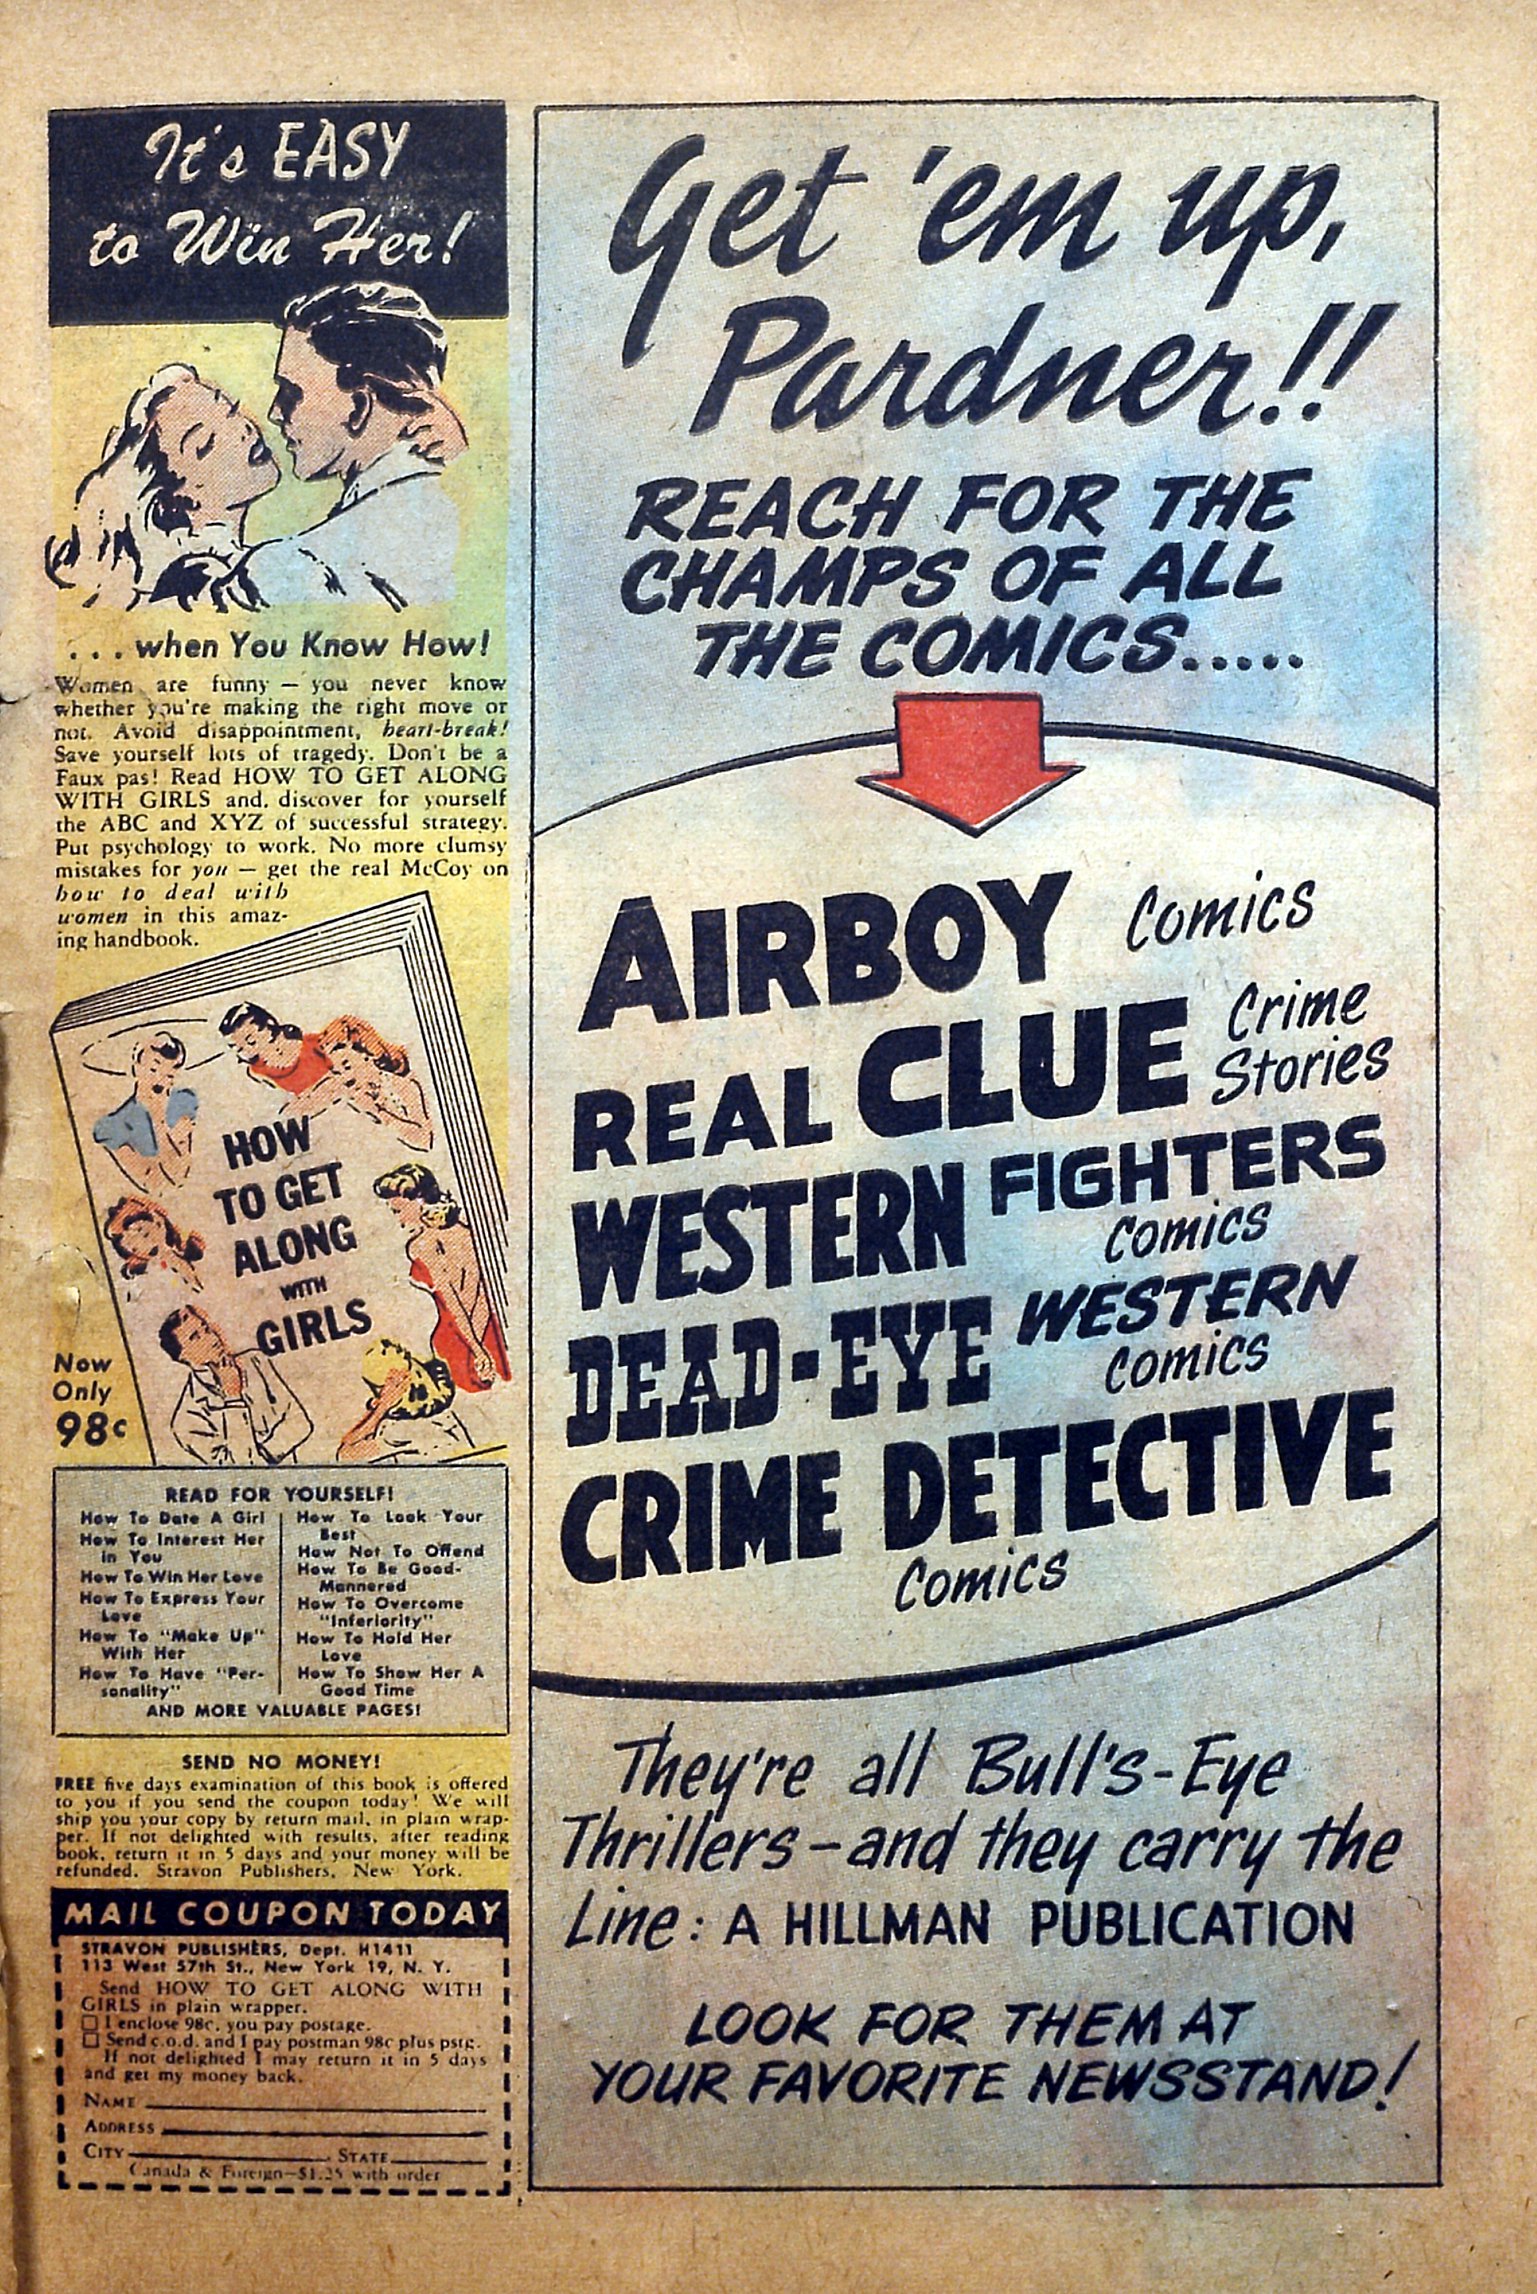 It's EASY
to Win Her!
. . . when You Know How!
Women are funny — you never know
whether you're making the right move or
not. Avoid disappointment, heart-break!
Save yourself lots of tragedy. Don't be a
Faux pas! Read HOW TO GET ALONG
WITH GIRLS and, discover for yourself
the ABC and XYZ of successful strategy.
Put psychology to work. No more clumsy
mistakes for you — get the real McCoy on
how to deal with
women in this amaz-
ing handbook.
HOW
TO GET
ALONG
WITH
GIRLS
Now
Only
98c
READ FOR YOURSELF!
How To Date A Girl
How To Interest Her
in You
How To Win Her Love
How To Express Your
Love
How To "Make Up"
With Her
How To Have "Per-
sonality"
How To Look Your
Best
How Not To Offend
How To Be Good-
Mannered
How To Overcome
"Inferiority"
How To Hold Her
Love
How To Show Her A
Good Time
AND MORE VALUABLE PAGES!
SEND NO MONEY!
FREE five days examination of this book is offered
to you if you send the coupon today! We will
ship you your copy by return mail, in plain wrap-
per. If not delighted with results, after reading
book, return it in 5 days and your money will be
refunded. Stravon Publishers, New York.
MAIL COUPON TODAY
STRAVON PUBLISHERS, Dept. H1411
113 West 57th St., New York 19, N. Y.
Send HOW TO GET ALONG WITH
GIRLS in plain wrapper.
I enclose 98c, you pay postage.
Send c.o.d. and I pay postman 98c plus pstg.
If not delighted I may return it in 5 days
and get my money back.
NAME
ADDRESS
CITY STATE
Canada & Foreign—$1.25 with order
Get 'em up,
Pardner!!
REACH FOR THE
CHAMPS OF ALL
THE COMICS.....
AIRBOY Comics
REAL CLUE Crime
Stories
WESTERN FIGHTERS
Comics
DEAD-EYE WESTERN
Comics
CRIME DETECTIVE
Comics
They're all Bull's-Eye
Thrillers – and they carry the
Line: A HILLMAN PUBLICATION
LOOK FOR THEM AT
YOUR FAVORITE NEWSSTAND!